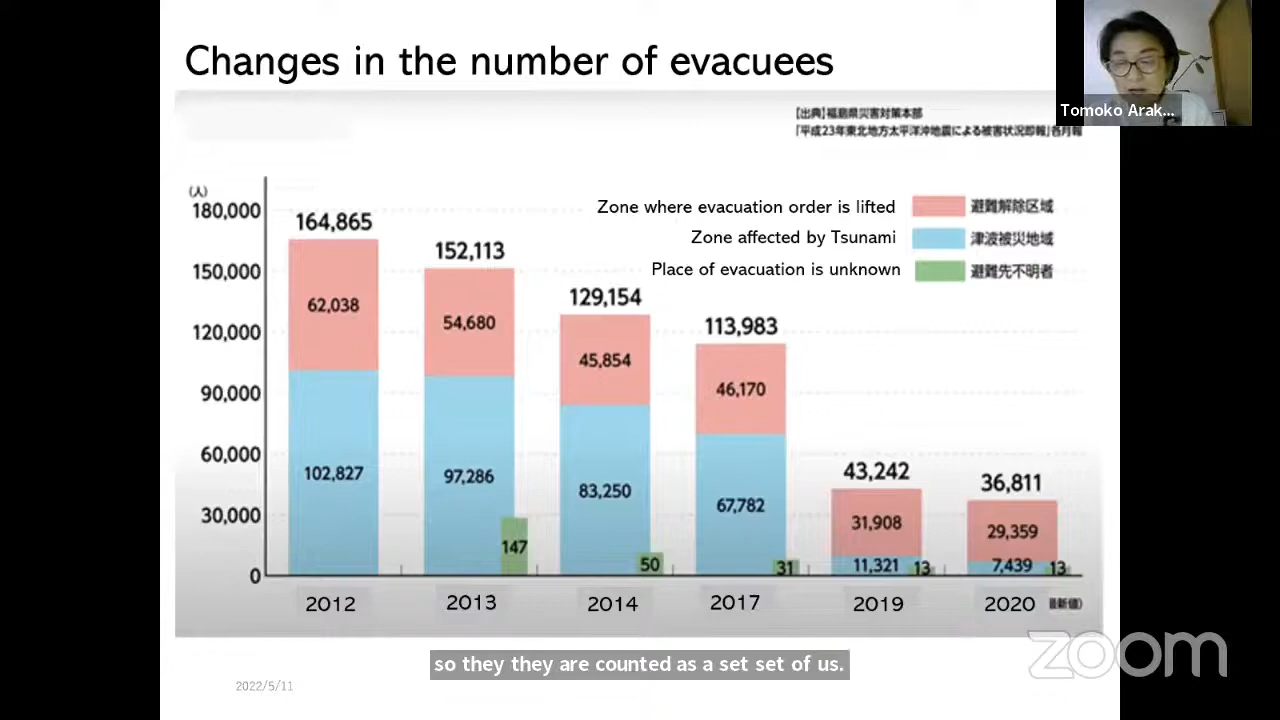 Changes in the number of evacuees
Tomoko Arak...
【出典】福島県災害対策本部
「平成23年東北地方太平洋沖地震による被害状況即報」各月報
(人)
180,000
150,000
120,000
90,000
60,000
30,000
0
Zone where evacuation order is lifted 避難解除区域
Zone affected by Tsunami 津波被災地域
Place of evacuation is unknown 避難先不明者
164,865
62,038
102,827
152,113
54,680
97,286
147
129,154
45,854
83,250
50
113,983
46,170
67,782
31
43,242
31,908
11,321
13
36,811
29,359
7,439
13
2012 2013 2014 2017 2019 2020
so they they are counted as a set set of us.
zoom
2022/5/11